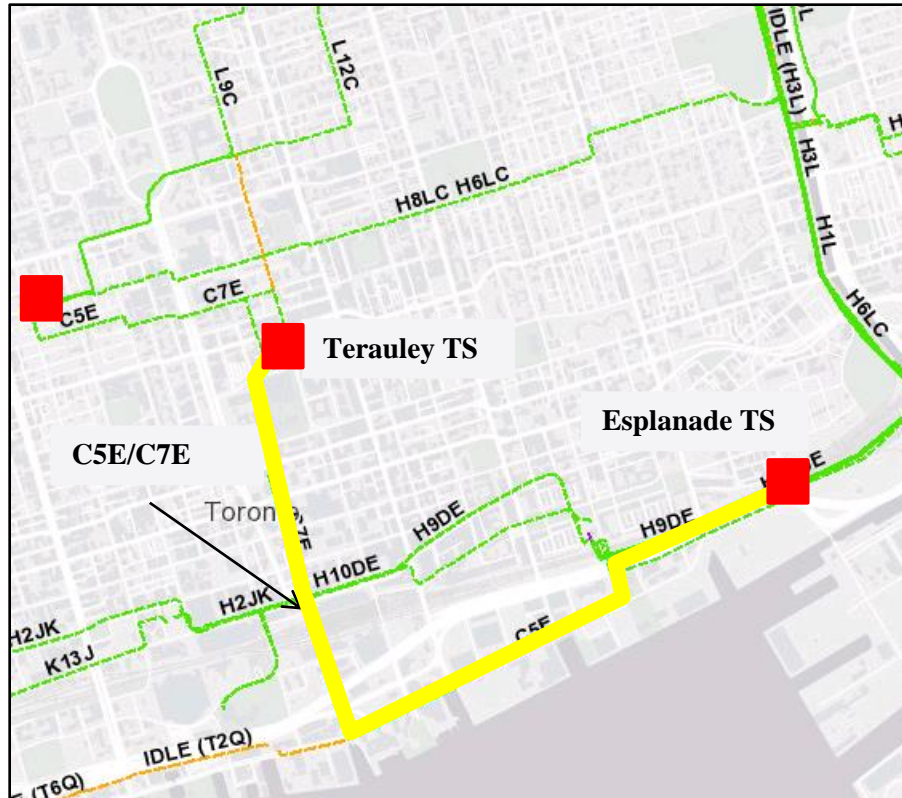 IDLE (H3L)
L9C
L12C
H3L
H8LC H6LC
H1L
C7E
C5E
H6LC
Terauley TS
Esplanade TS
C5E/C7E
H9DE
H9DE
H10DE
H2JK
C5E
H2JK
K13J
IDLE (T2Q)
(T6Q)